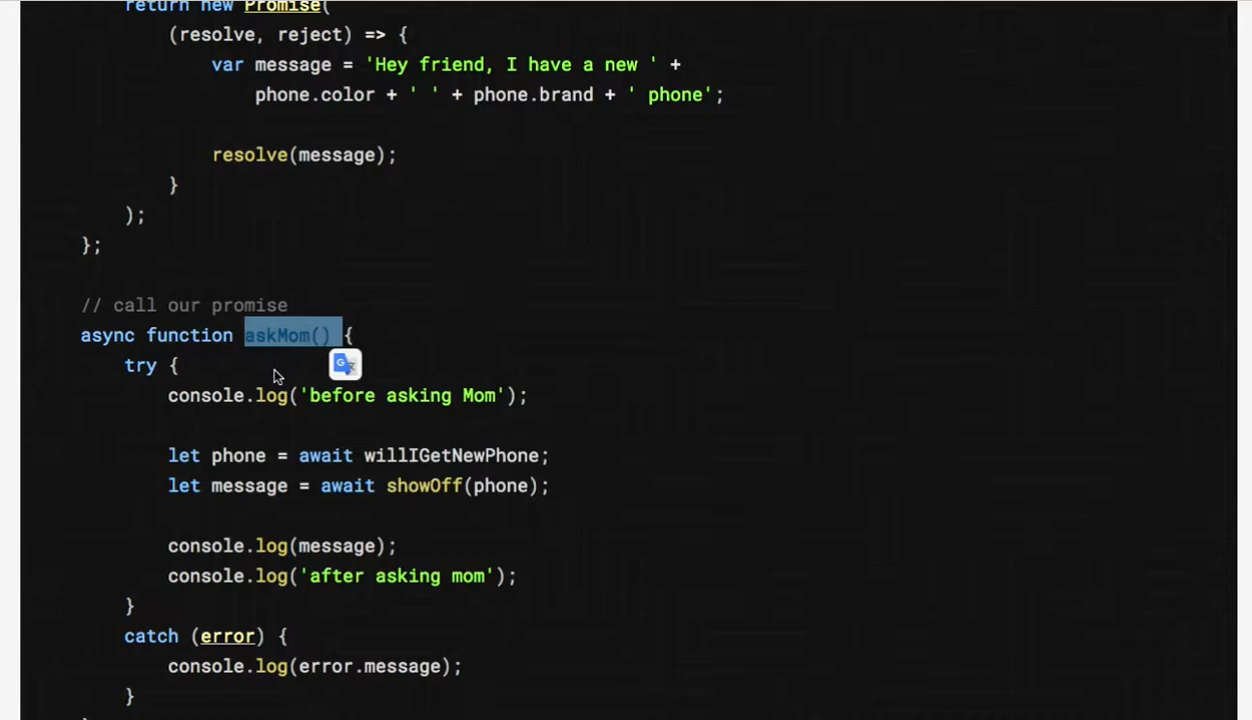 return new Promise(
(resolve, reject) => {
var message = 'Hey friend, I have a new ' +
phone.color + ' ' + phone.brand + ' phone';
resolve(message);
}
);
};
// call our promise
async function askMom() {
try {
console.log('before asking Mom');
let phone = await willIGetNewPhone;
let message = await showOff(phone);
console.log(message);
console.log('after asking mom');
}
catch (error) {
console.log(error.message);
}